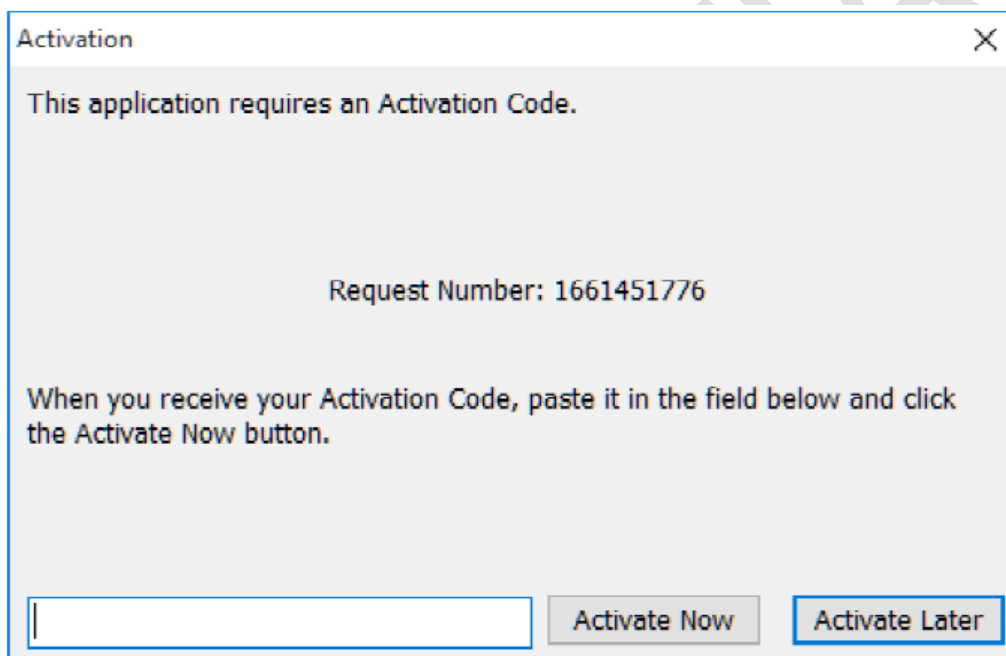 Activation
This application requires an Activation Code.
Request Number: 1661451776
When you receive your Activation Code, paste it in the field below and click
the Activate Now button.
Activate Now Activate Later